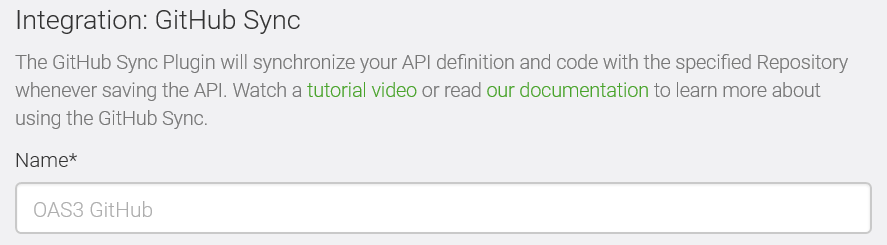 Integration: GitHub Sync
The GitHub Sync Plugin will synchronize your API definition and code with the specified Repository
whenever saving the API. Watch a tutorial video or read our documentation to learn more about
using the GitHub Sync.
Name*
OAS3 GitHub